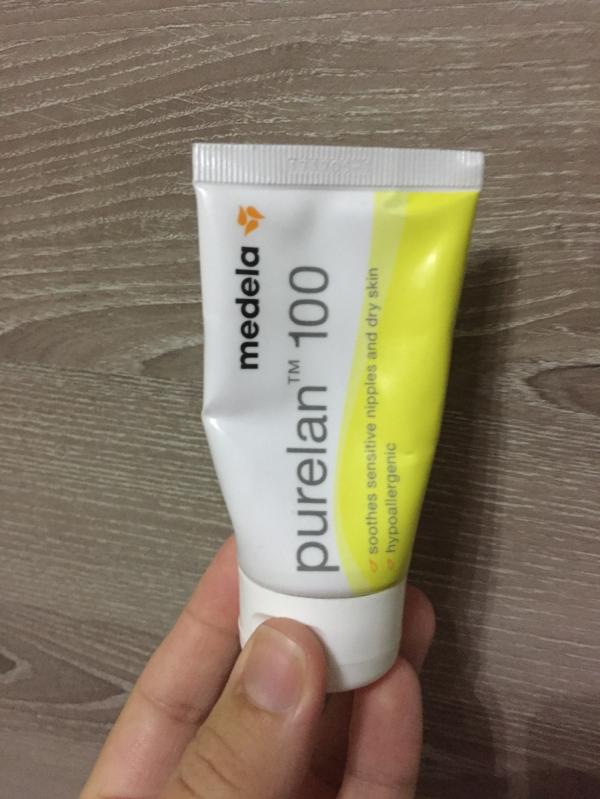 medela
purelan™ 100
soothes sensitive nipples and dry skin
hypoallergenic